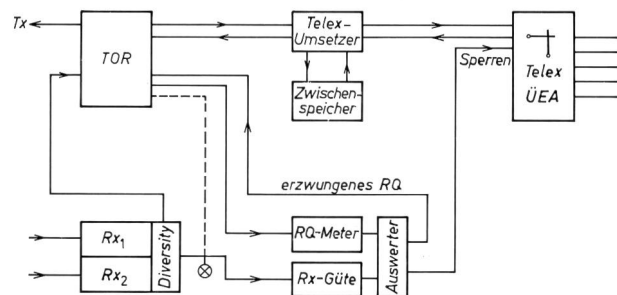 Tx
TOR
Telex-
Umsetzer
Zwischen-
speicher
Sperren
Telex
ÜEA
erzwungenes RQ
Rx1
Rx2
Diversity
RQ-Meter
Rx-Güte
Auswerter